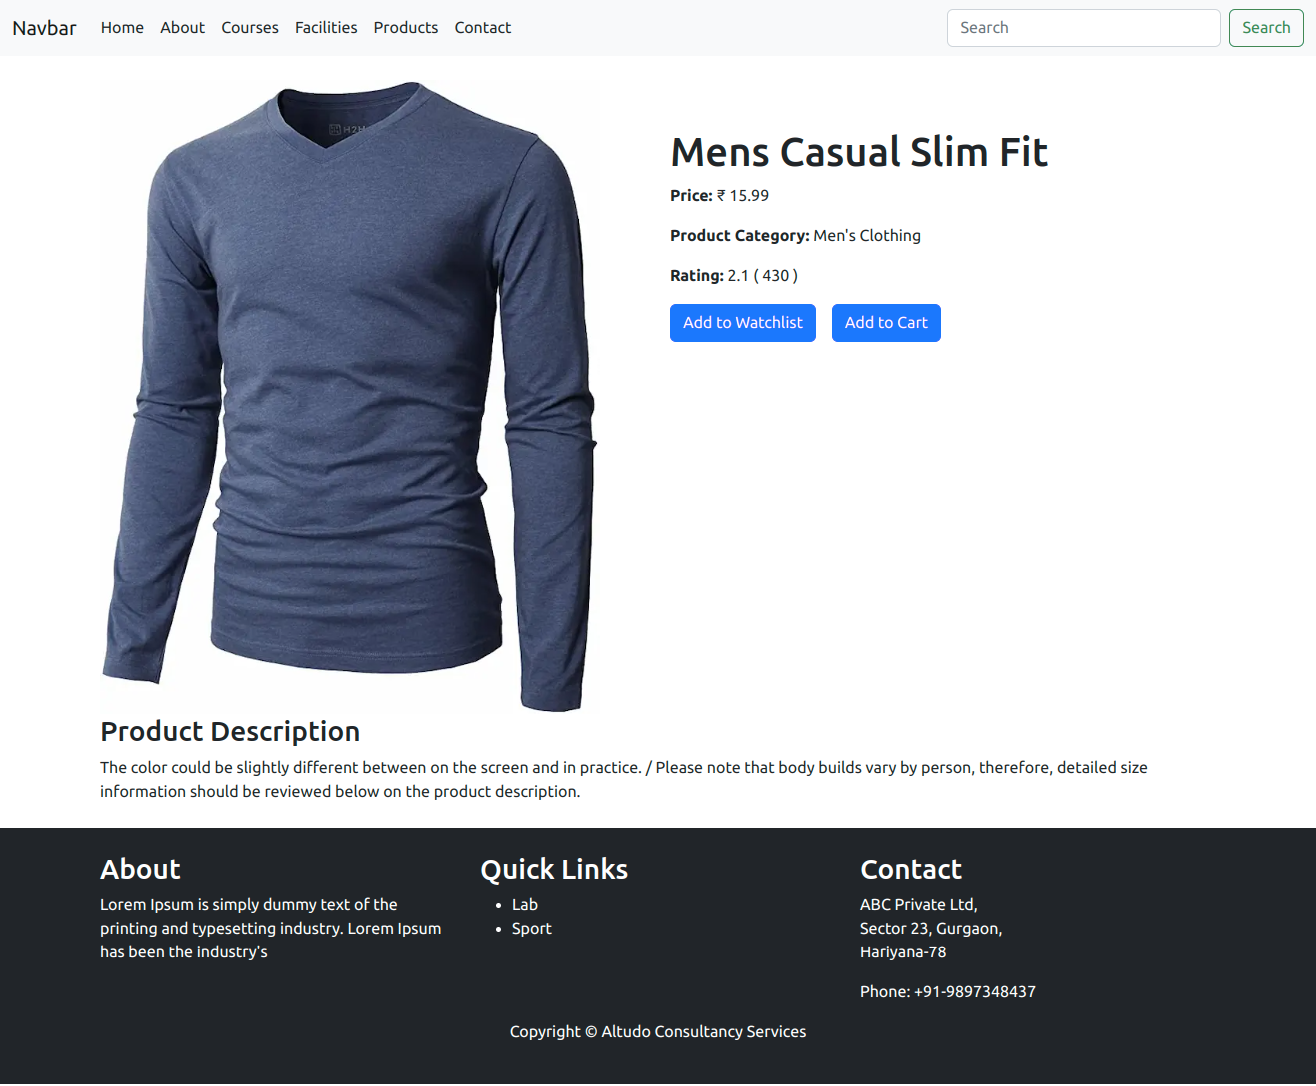 Navbar Home About Courses Facilities Products Contact Search Search
H2H
Mens Casual Slim Fit
Price: ₹ 15.99
Product Category: Men's Clothing
Rating: 2.1 ( 430 )
Add to Watchlist Add to Cart
Product Description
The color could be slightly different between on the screen and in practice. / Please note that body builds vary by person, therefore, detailed size
information should be reviewed below on the product description.
About
Lorem Ipsum is simply dummy text of the
printing and typesetting industry. Lorem Ipsum
has been the industry's
Quick Links
• Lab
• Sport
Contact
ABC Private Ltd,
Sector 23, Gurgaon,
Hariyana-78
Phone: +91-9897348437
Copyright © Altudo Consultancy Services